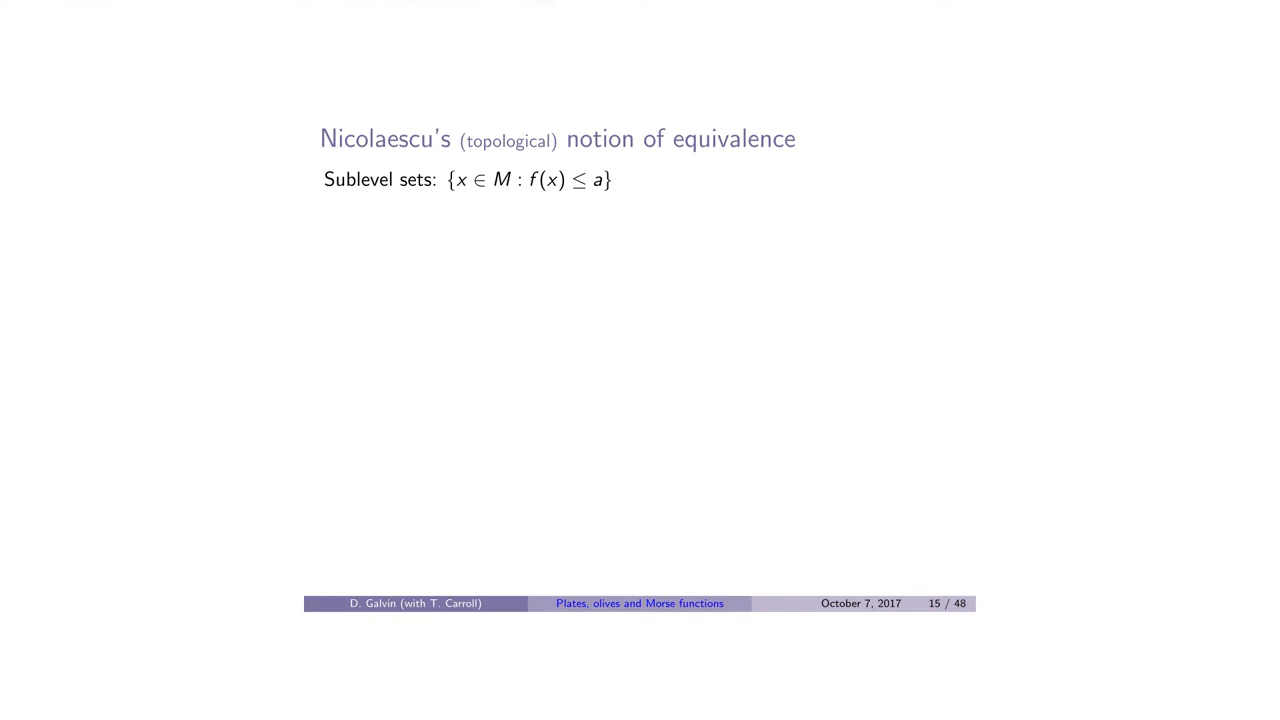 Nicolaescu's (topological) notion of equivalence
Sublevel sets: {x ∈ M : f(x) ≤ a}
D. Galvin (with T. Carroll) Plates, olives and Morse functions October 7, 2017 15 / 48